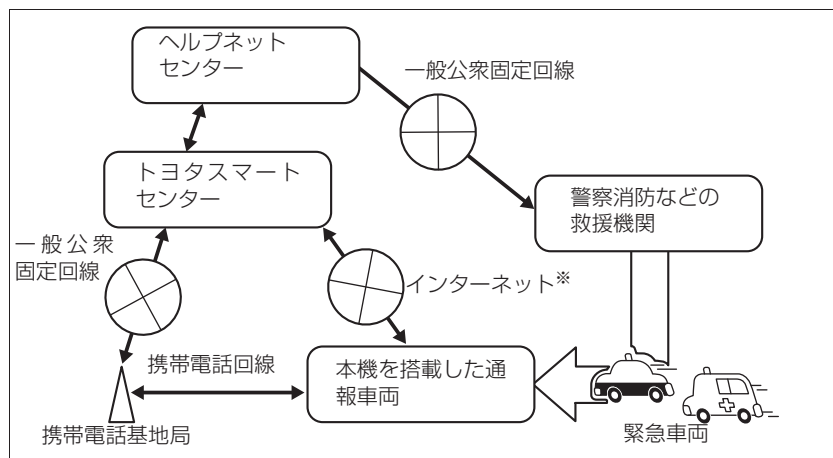 ヘルプネット
センター
一般公衆固定回線
トヨタスマート
センター
警察消防などの
救援機関
一般公衆
固定回線
インターネット※
携帯電話回線
本機を搭載した通
報車両
携帯電話基地局
緊急車両